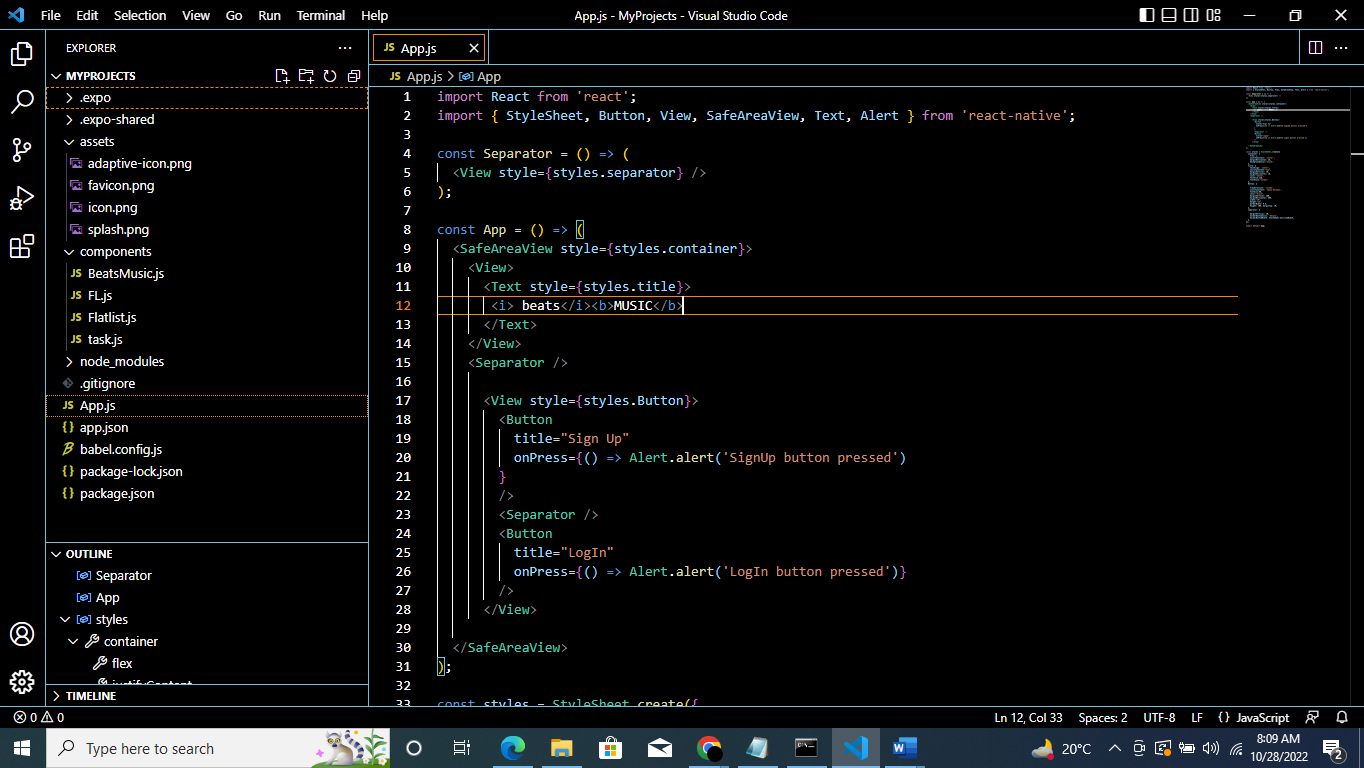 File Edit Selection View Go Run Terminal Help App.js - MyProjects - Visual Studio Code
EXPLORER
MYPROJECTS
.expo
.expo-shared
assets
adaptive-icon.png
favicon.png
icon.png
splash.png
components
BeatsMusic.js
FL.js
Flatlist.js
task.js
node_modules
.gitignore
App.js
app.json
babel.config.js
package-lock.json
package.json
OUTLINE
Separator
App
styles
container
flex
justifyContent
TIMELINE
JS App.js
JS App.js > App
1 import React from 'react';
2 import { StyleSheet, Button, View, SafeAreaView, Text, Alert } from 'react-native';
3
4 const Separator = () => (
5 <View style={styles.separator} />
6 );
7
8 const App = () => (
9 <SafeAreaView style={styles.container}>
10 <View>
11 <Text style={styles.title}>
12 <i> beats</i><b>MUSIC</b>
13 </Text>
14 </View>
15 <Separator />
16
17 <View style={styles.Button}>
18 <Button
19 title="Sign Up"
20 onPress={() => Alert.alert('SignUp button pressed')
21 }
22 />
23 <Separator />
24 <Button
25 title="LogIn"
26 onPress={() => Alert.alert('LogIn button pressed')}
27 />
28 </View>
29
30 </SafeAreaView>
31 );
32
33 const styles = StyleSheet.create({
0 0 Ln 12, Col 33 Spaces: 2 UTF-8 LF {} JavaScript
Type here to search
20°C
8:09 AM
10/28/2022
2